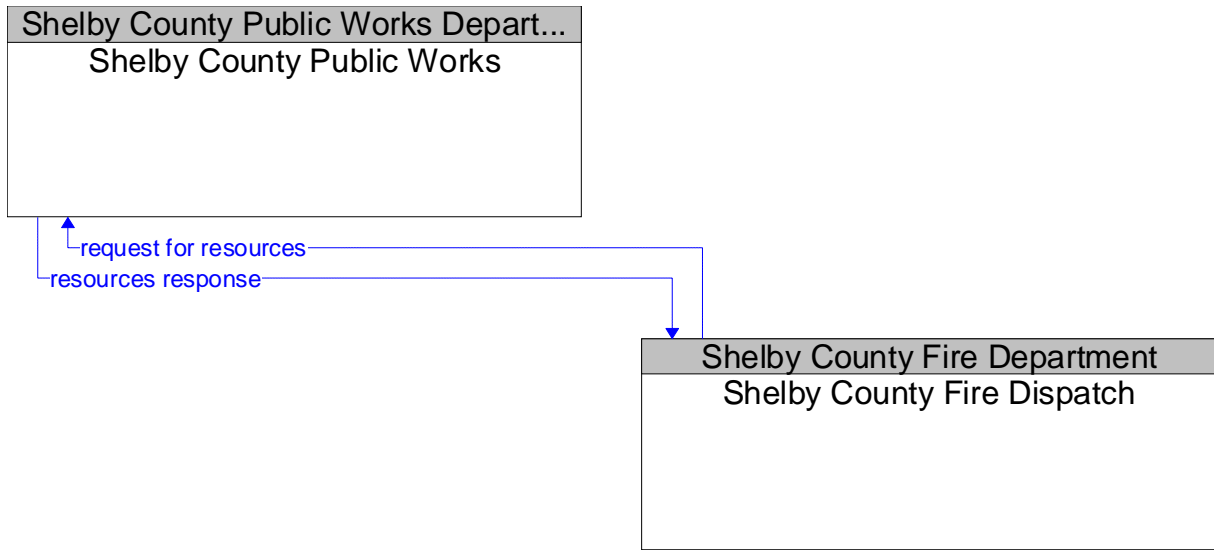 Shelby County Public Works Depart...
Shelby County Public Works
request for resources
resources response
Shelby County Fire Department
Shelby County Fire Dispatch